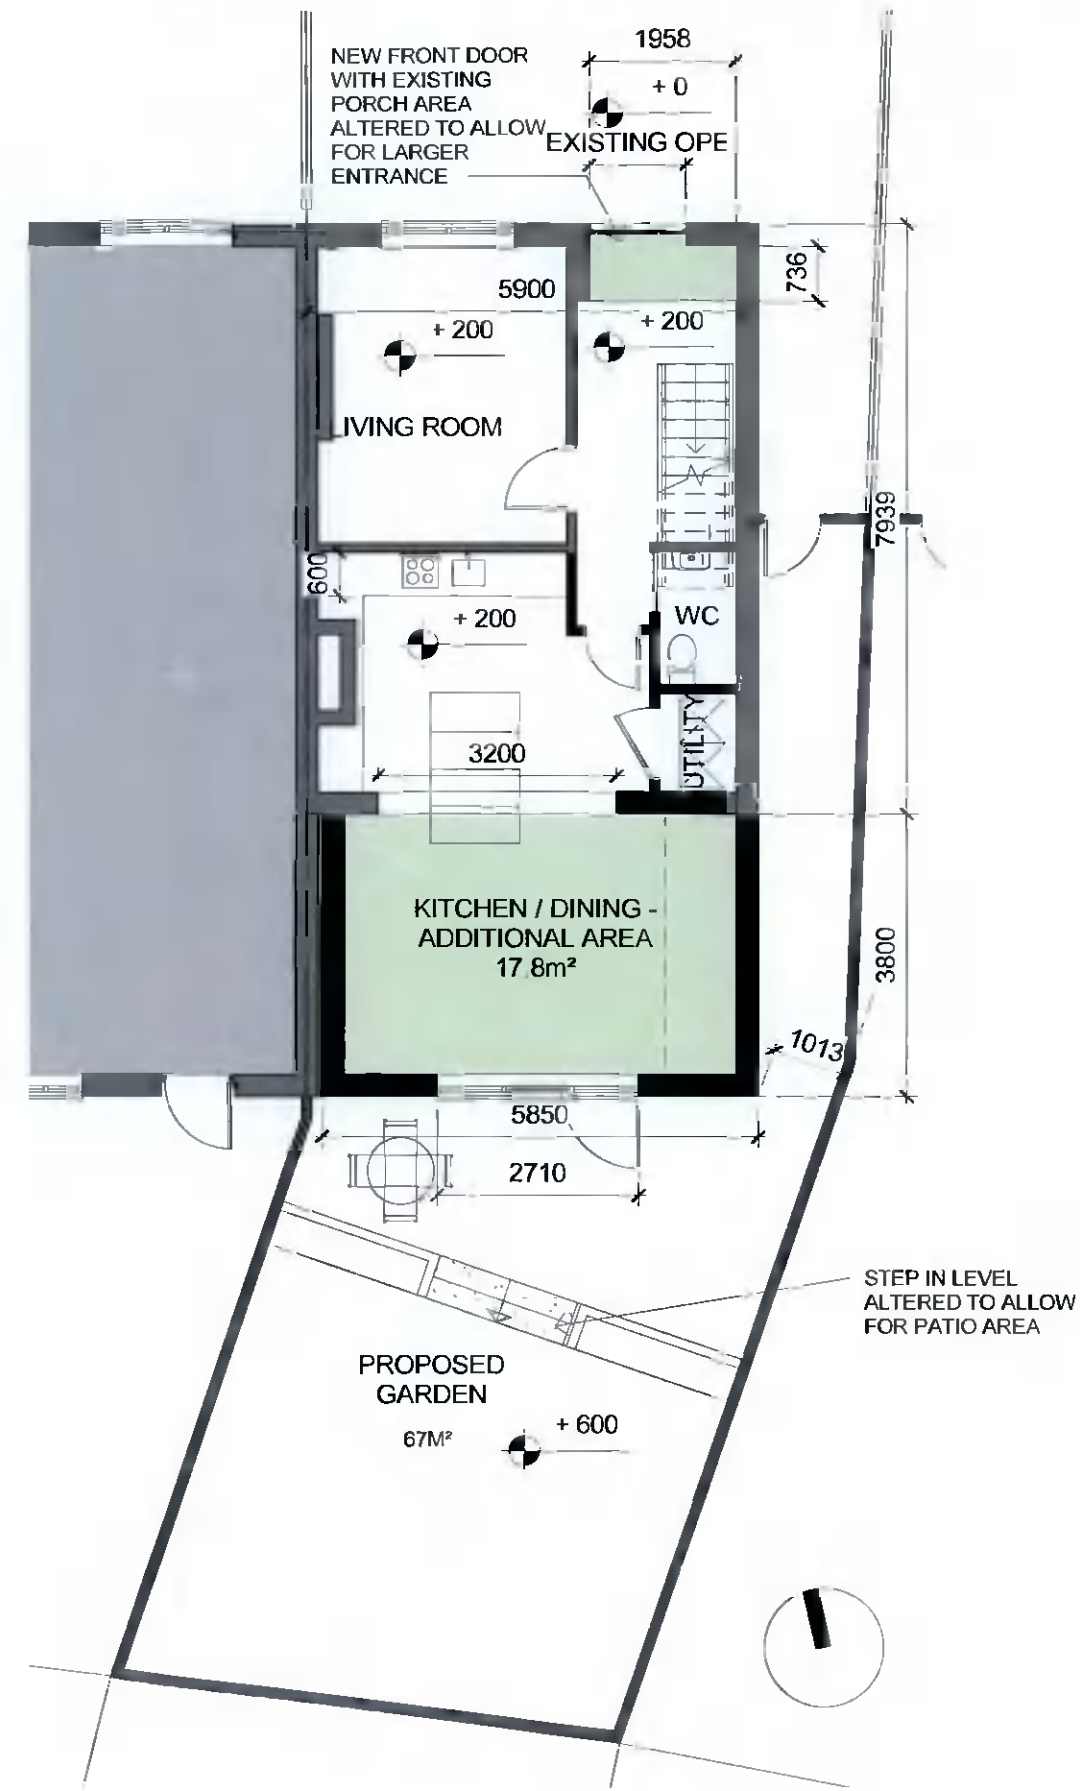 NEW FRONT DOOR
WITH EXISTING
PORCH AREA
ALTERED TO ALLOW
FOR LARGER
ENTRANCE
1958
+ 0
EXISTING OPE
736
5900
+ 200
+ 200
IVING ROOM
7939
600
+ 200
WC
UTILITY
3200
KITCHEN / DINING -
ADDITIONAL AREA
17.8m²
3800
1013
5850
2710
STEP IN LEVEL
ALTERED TO ALLOW
FOR PATIO AREA
PROPOSED
GARDEN
67M²
+ 600